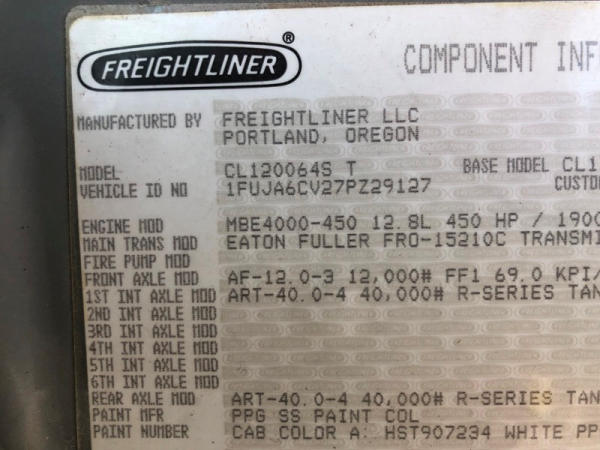 FREIGHTLINER ®
COMPONENT INF
MANUFACTURED BY FREIGHTLINER LLC
PORTLAND, OREGON
MODEL CL120064S T BASE MODEL CL1
VEHICLE ID NO 1FUJA6CV27PZ29127 CUSTO
ENGINE MOD MBE4000-450 12.8L 450 HP / 1900
MAIN TRANS MOD EATON FULLER FRO-15210C TRANSMI
FIRE PUMP MOD
FRONT AXLE MOD AF-12.0-3 12,000# FF1 69.0 KPI/
1ST INT AXLE MOD ART-40.0-4 40,000# R-SERIES TAN
2ND INT AXLE MOD
3RD INT AXLE MOD
4TH INT AXLE MOD
5TH INT AXLE MOD
6TH INT AXLE MOD
REAR AXLE MOD ART-40.0-4 40,000# R-SERIES TAN
PAINT MFR PPG SS PAINT COL
PAINT NUMBER CAB COLOR A: HST907234 WHITE PP